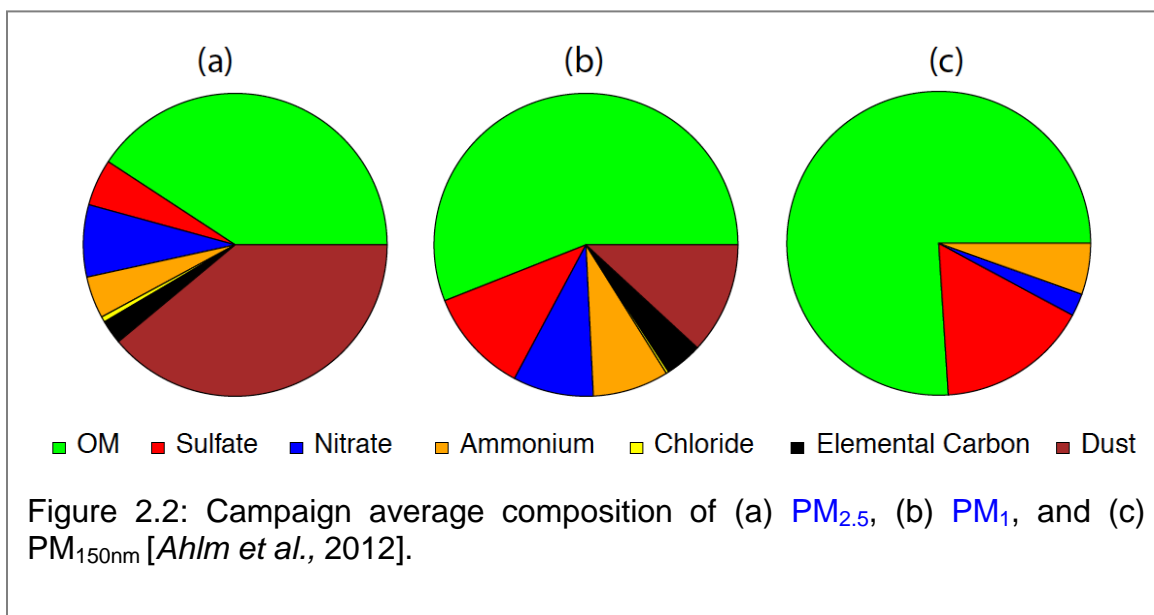 (a) (b) (c)
OM Sulfate Nitrate Ammonium Chloride Elemental Carbon Dust
Figure 2.2: Campaign average composition of (a) PM2.5, (b) PM1, and (c)
PM150nm [Ahlm et al., 2012].